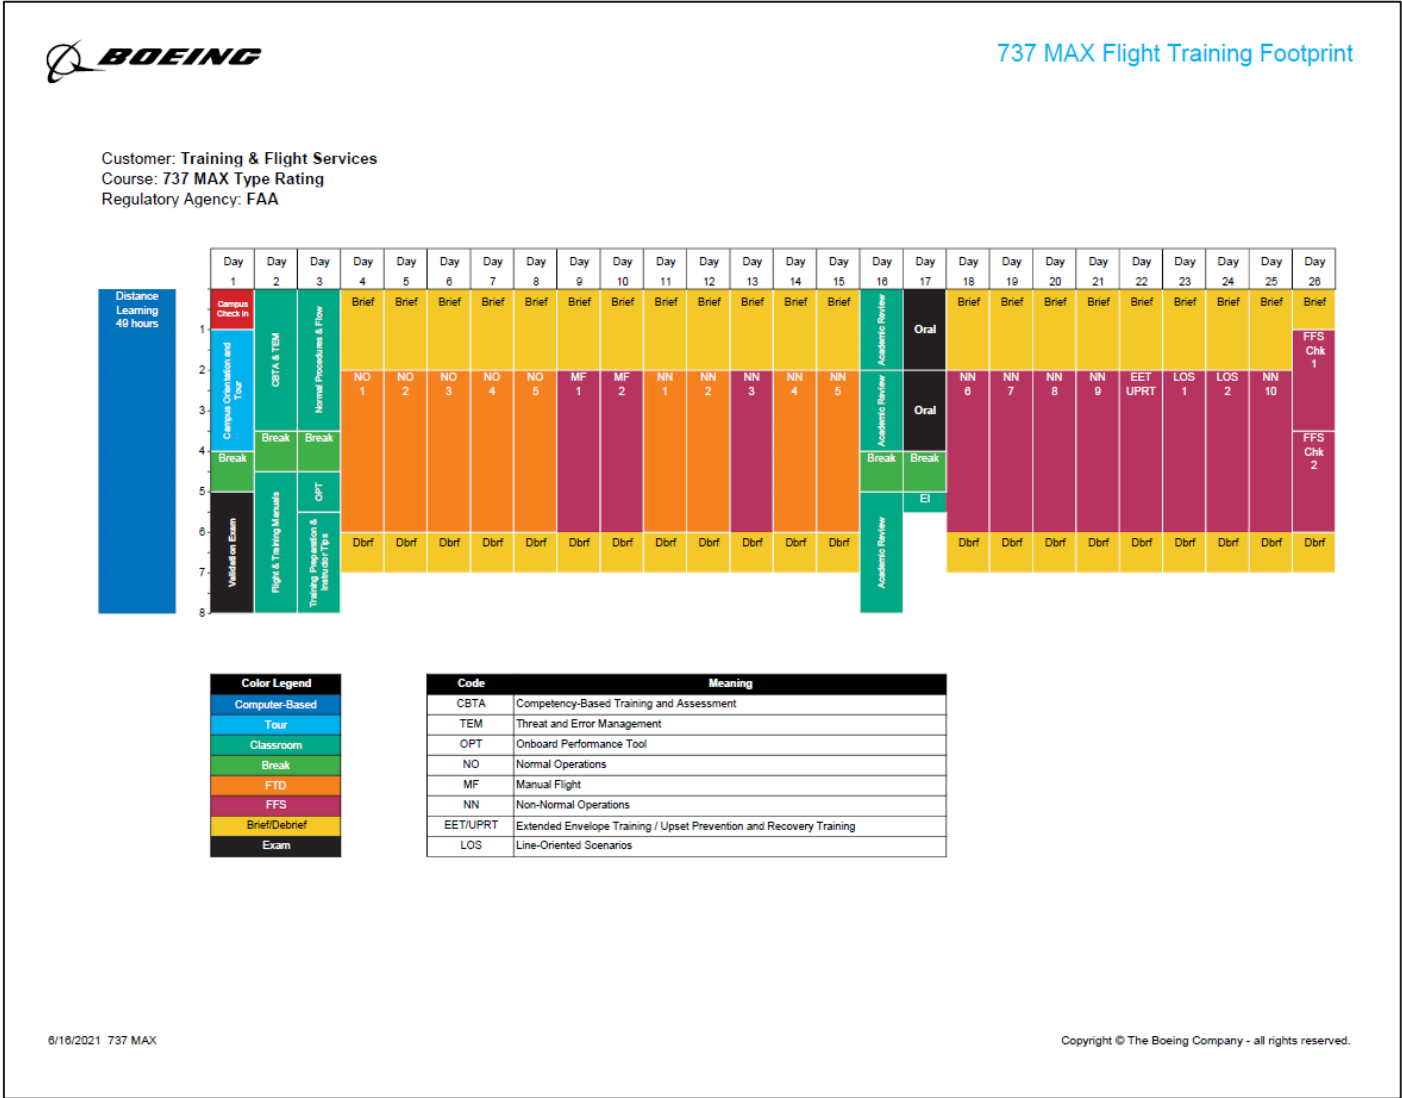 BOEING
737 MAX Flight Training Footprint
Customer: Training & Flight Services
Course: 737 MAX Type Rating
Regulatory Agency: FAA
Day Day Day Day Day Day Day Day Day Day Day Day Day Day Day Day Day Day Day Day Day Day Day Day Day Day
1 2 3 4 5 6 7 8 9 10 11 12 13 14 15 16 17 18 19 20 21 22 23 24 25 26
Distance
Learning
49 hours
1
2
3
4
5
6
7
8
Campus
Check In
Campus Orientation and
Tour
Break
Validation Exam
CBTA & TEM
Break
Flight & Training Manuals
Normal Procedures & Flow
Break
OPT
Training Preparation &
Instructor Tips
Brief Brief Brief Brief Brief Brief Brief Brief Brief Brief Brief Brief
NO NO NO NO NO MF MF NN NN NN NN NN
1 2 3 4 5 1 2 1 2 3 4 5
Dbrf Dbrf Dbrf Dbrf Dbrf Dbrf Dbrf Dbrf Dbrf Dbrf Dbrf Dbrf
Academic Review
Academic Review
Break
Academic Review
Oral
Oral
Break
EI
Brief Brief Brief Brief Brief Brief Brief Brief Brief
NN NN NN NN EET LOS LOS NN
6 7 8 9 UPRT 1 2 10
FFS
Chk
1
FFS
Chk
2
Dbrf Dbrf Dbrf Dbrf Dbrf Dbrf Dbrf Dbrf Dbrf
Color Legend
Computer-Based
Tour
Classroom
Break
FTD
FFS
Brief/Debrief
Exam
Code Meaning
CBTA Competency-Based Training and Assessment
TEM Threat and Error Management
OPT Onboard Performance Tool
NO Normal Operations
MF Manual Flight
NN Non-Normal Operations
EET/UPRT Extended Envelope Training / Upset Prevention and Recovery Training
LOS Line-Oriented Scenarios
6/16/2021 737 MAX
Copyright © The Boeing Company - all rights reserved.